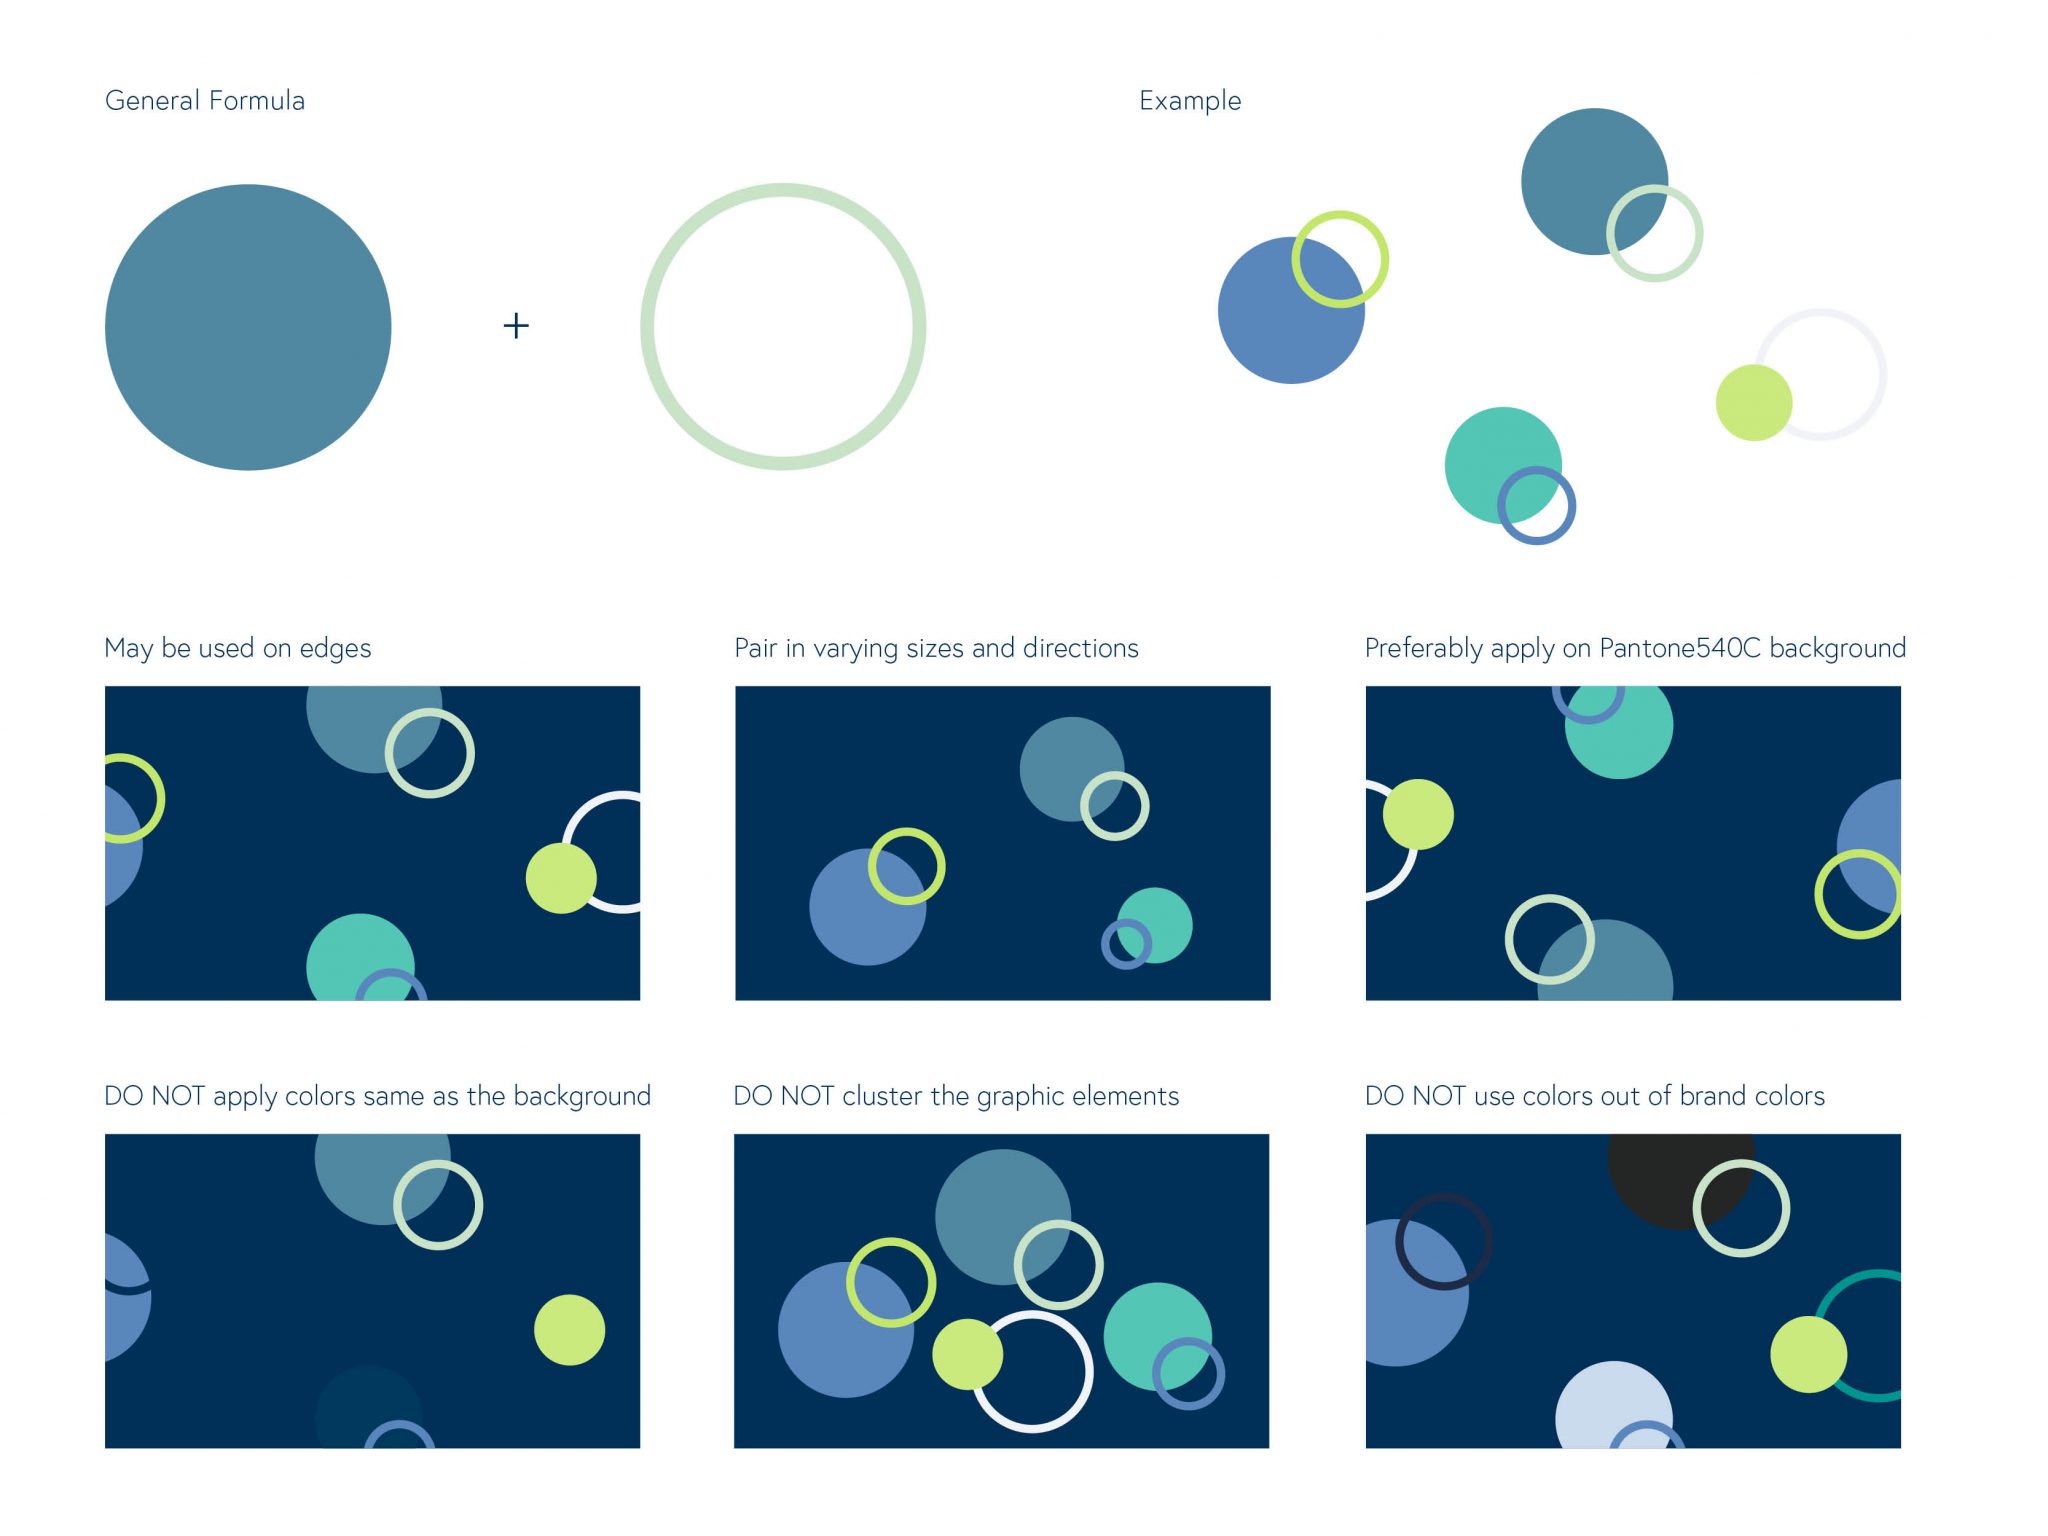 General Formula
Example
+
May be used on edges
Pair in varying sizes and directions
Preferably apply on Pantone540C background
DO NOT apply colors same as the background
DO NOT cluster the graphic elements
DO NOT use colors out of brand colors